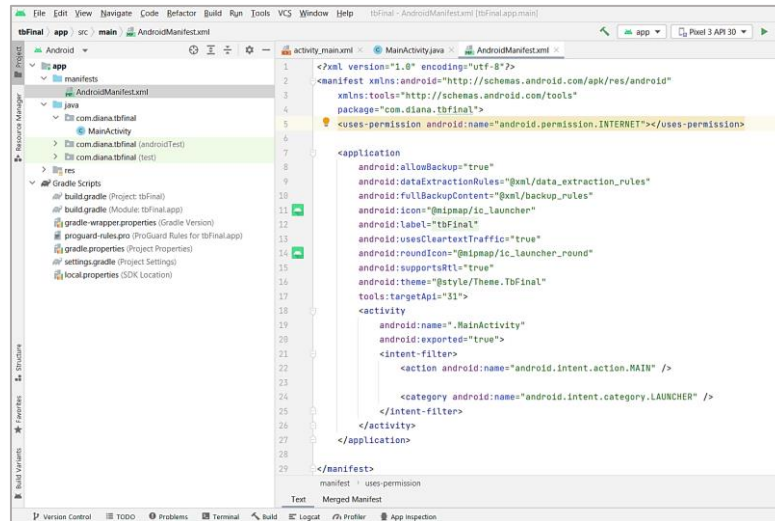 File Edit View Navigate Code Refactor Build Run Tools VCS Window Help tbFinal - AndroidManifest.xml [tbFinal.app.main]
tbFinal app src main AndroidManifest.xml
app Pixel 3 API 30
Project
Resource Manager
Structure
Favorites
Build Variants
Android
app
manifests
AndroidManifest.xml
java
com.diana.tbfinal
MainActivity
com.diana.tbfinal (androidTest)
com.diana.tbfinal (test)
res
Gradle Scripts
build.gradle (Project: tbFinal)
build.gradle (Module: tbFinal.app)
gradle-wrapper.properties (Gradle Version)
proguard-rules.pro (ProGuard Rules for tbFinal.app)
gradle.properties (Project Properties)
settings.gradle (Project Settings)
local.properties (SDK Location)
activity_main.xml MainActivity.java AndroidManifest.xml
1 <?xml version="1.0" encoding="utf-8"?>
2 <manifest xmlns:android="http://schemas.android.com/apk/res/android"
3 xmlns:tools="http://schemas.android.com/tools"
4 package="com.diana.tbfinal">
5 <uses-permission android:name="android.permission.INTERNET"></uses-permission>
6
7 <application
8 android:allowBackup="true"
9 android:dataExtractionRules="@xml/data_extraction_rules"
10 android:fullBackupContent="@xml/backup_rules"
11 android:icon="@mipmap/ic_launcher"
12 android:label="tbFinal"
13 android:usesCleartextTraffic="true"
14 android:roundIcon="@mipmap/ic_launcher_round"
15 android:supportsRtl="true"
16 android:theme="@style/Theme.TbFinal"
17 tools:targetApi="31">
18 <activity
19 android:name=".MainActivity"
20 android:exported="true">
21 <intent-filter>
22 <action android:name="android.intent.action.MAIN" />
23
24 <category android:name="android.intent.category.LAUNCHER" />
25 </intent-filter>
26 </activity>
27 </application>
28
29 </manifest>
manifest › uses-permission
Text Merged Manifest
Version Control TODO Problems Terminal Build Logcat Profiler App Inspection